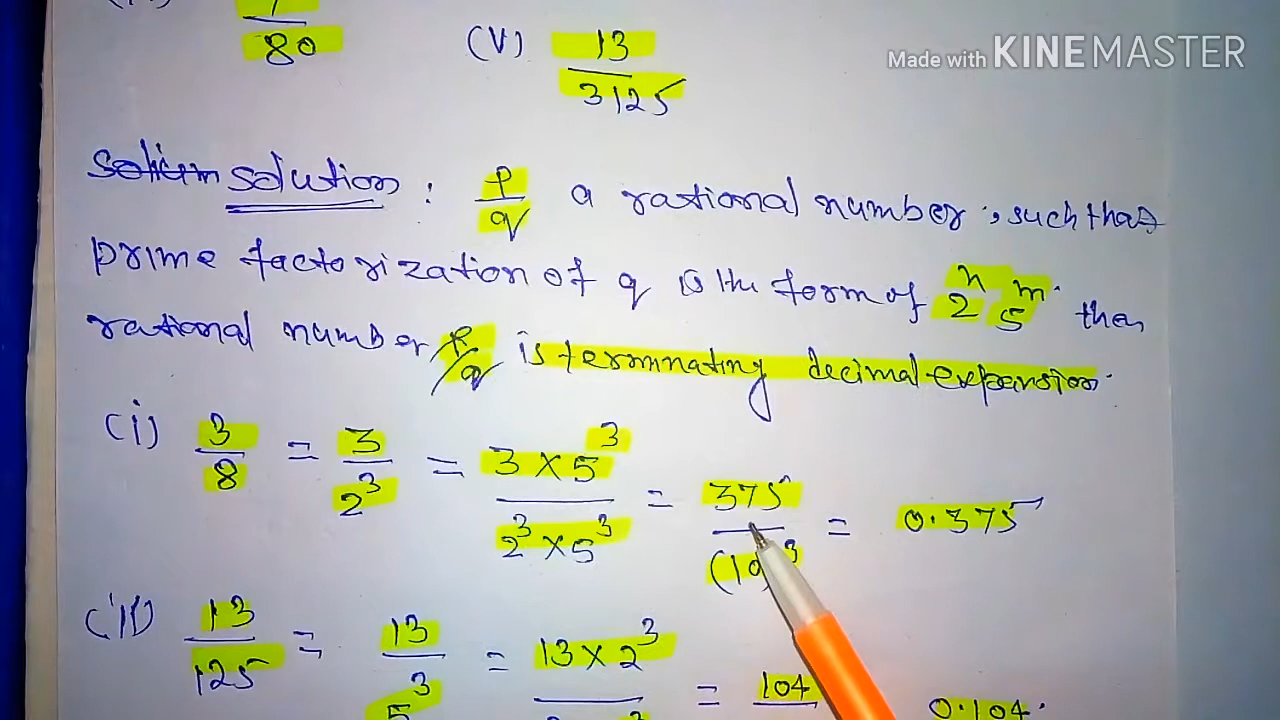 80
(V) 13/3125
Made with KINEMASTER
solution : p/q a rational number, such that
prime factorization of q is the form of 2^n 5^m. then
rational number p/q is termnating decimal expansion.
(i) 3/8 = 3/2^3 = 3×5^3/2^3×5^3 = 375/(10)^3 = 0.375
(ii) 13/125 = 13/5^3 = 13×2^3 = 104 0.104.